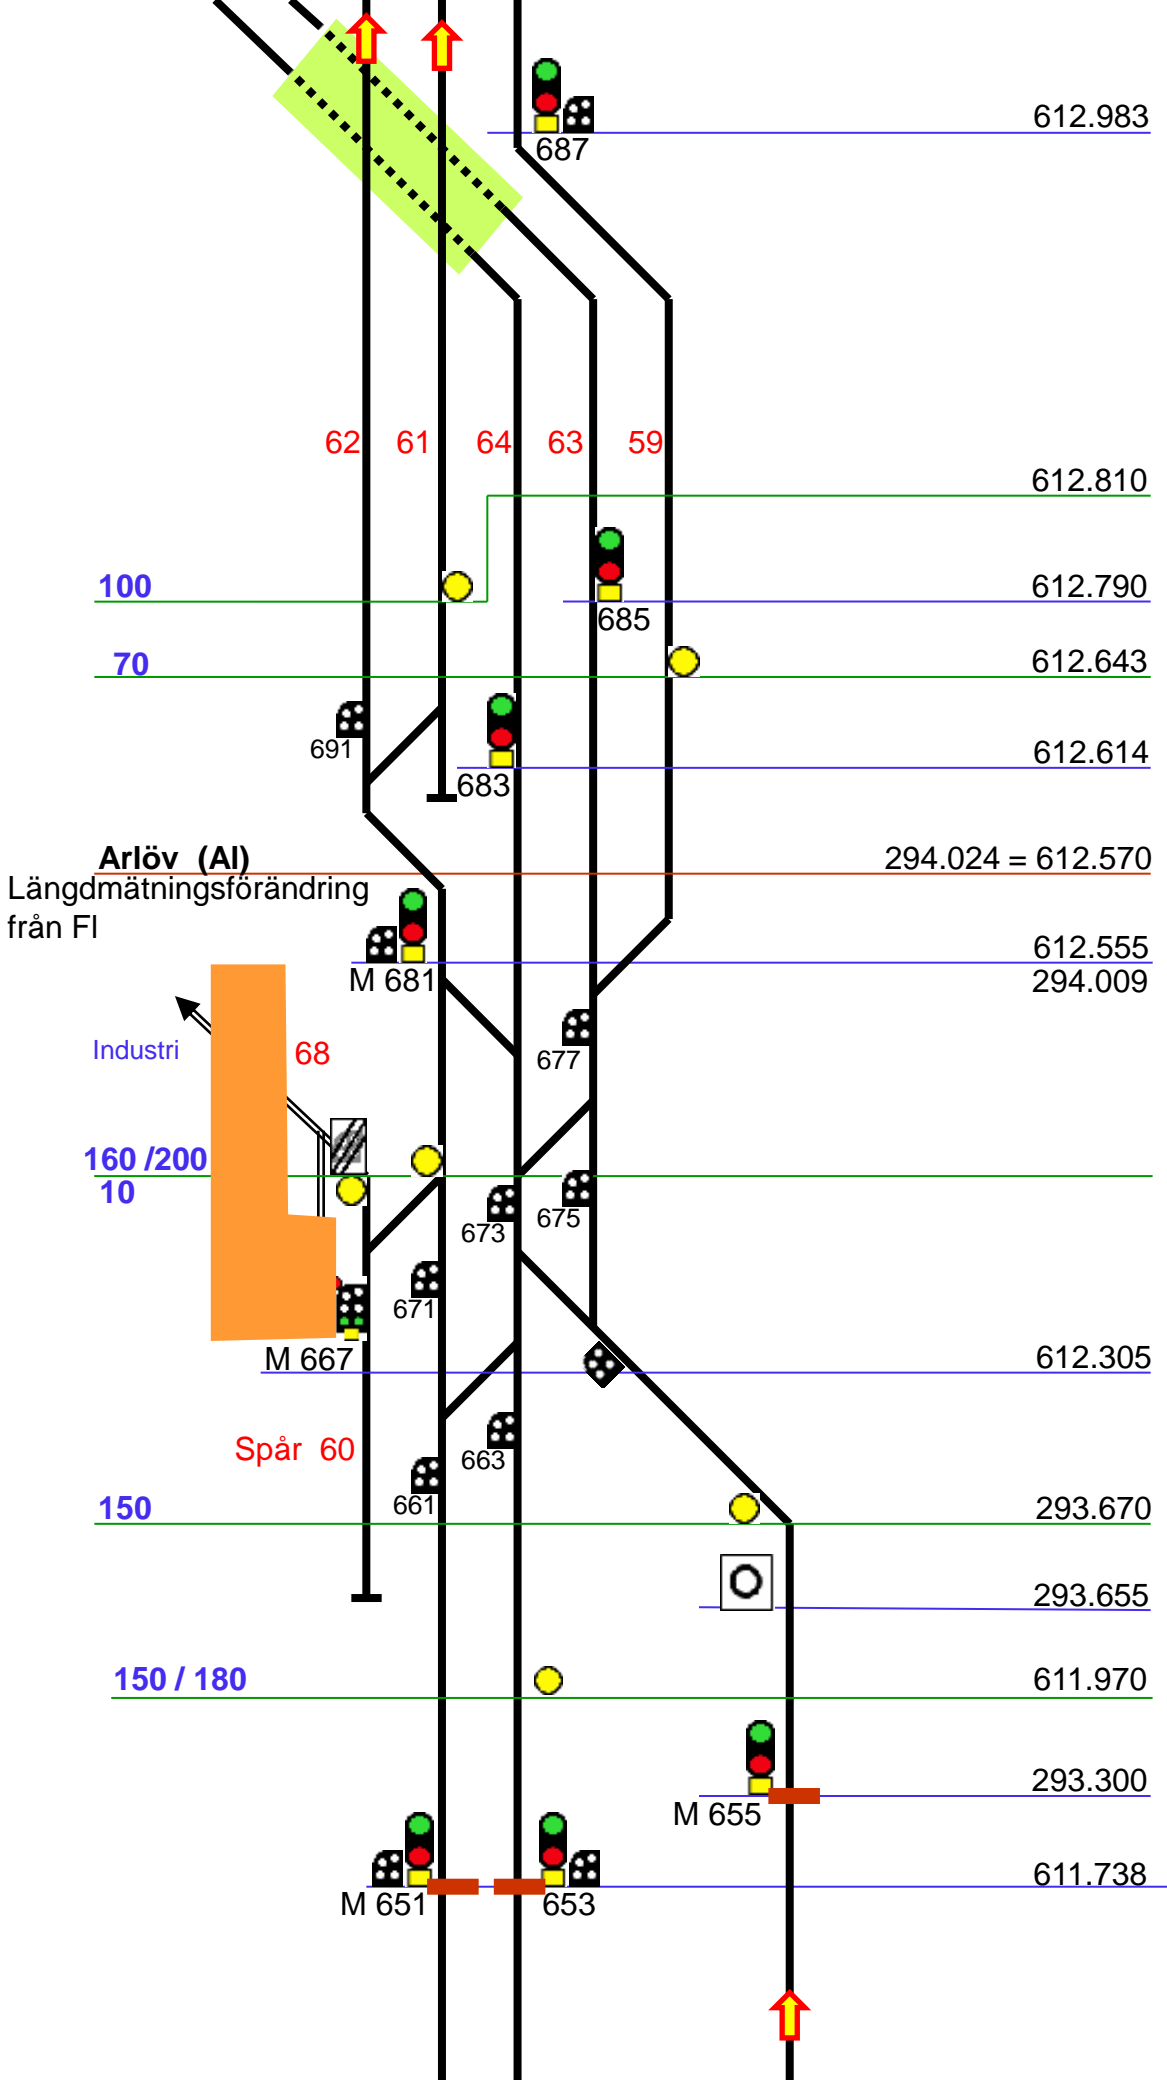 612.983
687
62 61 64 63 59
612.810
100
612.790
685
70
612.643
691
612.614
683
Arlöv (Al)
294.024 = 612.570
Längdmätningsförändring
från Fl
612.555
M 681
294.009
Industri
68
677
160 /200
10
673
675
671
M 667
612.305
Spår 60
663
661
150
293.670
293.655
150 / 180
611.970
293.300
M 655
611.738
M 651
653